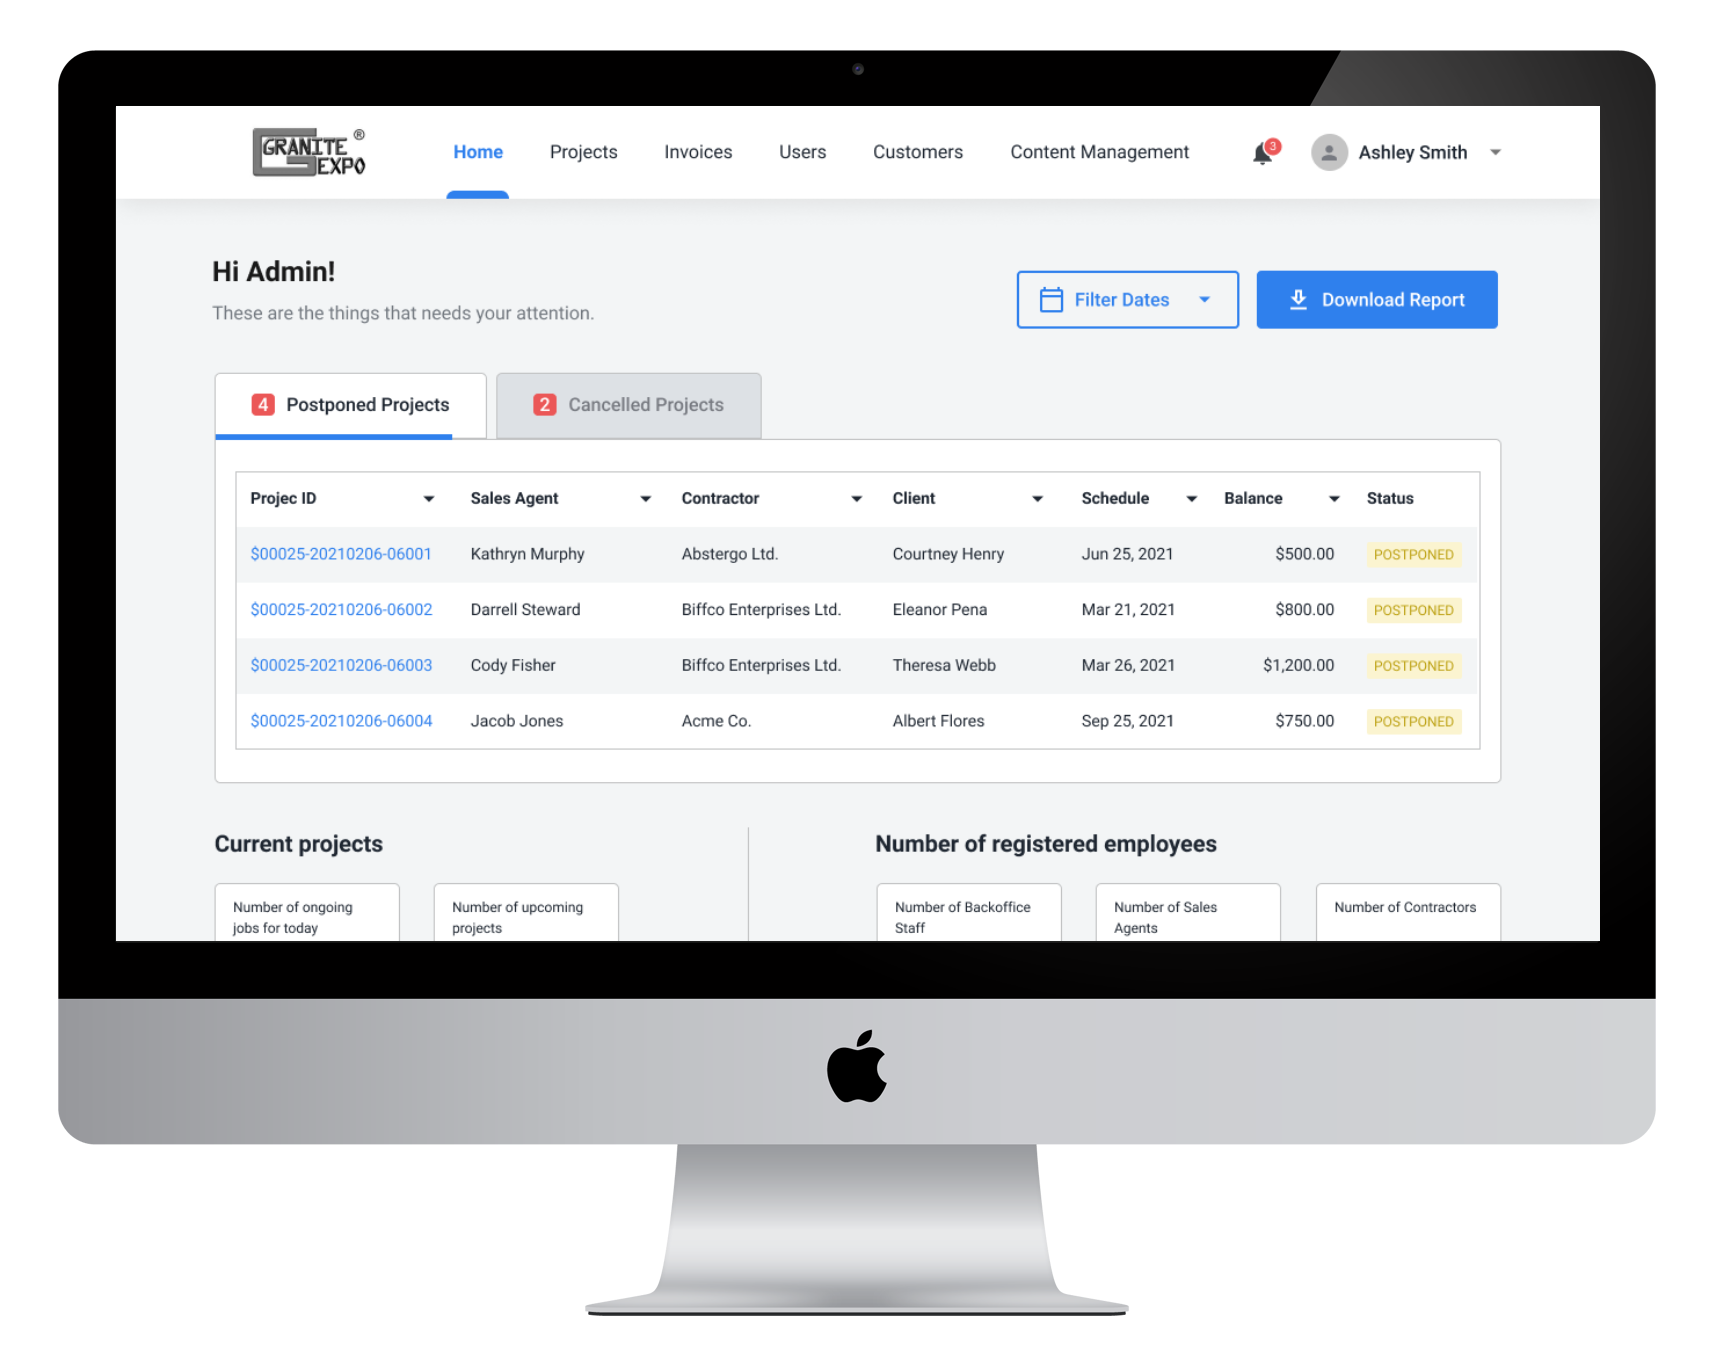 GRANITE ®
EXPO
Home Projects Invoices Users Customers Content Management 3 Ashley Smith
Hi Admin!
These are the things that needs your attention.
Filter Dates Download Report
4 Postponed Projects 2 Cancelled Projects
Projec ID Sales Agent Contractor Client Schedule Balance Status
$00025-20210206-06001 Kathryn Murphy Abstergo Ltd. Courtney Henry Jun 25, 2021 $500.00 POSTPONED
$00025-20210206-06002 Darrell Steward Biffco Enterprises Ltd. Eleanor Pena Mar 21, 2021 $800.00 POSTPONED
$00025-20210206-06003 Cody Fisher Biffco Enterprises Ltd. Theresa Webb Mar 26, 2021 $1,200.00 POSTPONED
$00025-20210206-06004 Jacob Jones Acme Co. Albert Flores Sep 25, 2021 $750.00 POSTPONED
Current projects Number of registered employees
Number of ongoing
jobs for today
Number of upcoming
projects
Number of Backoffice
Staff
Number of Sales
Agents
Number of Contractors